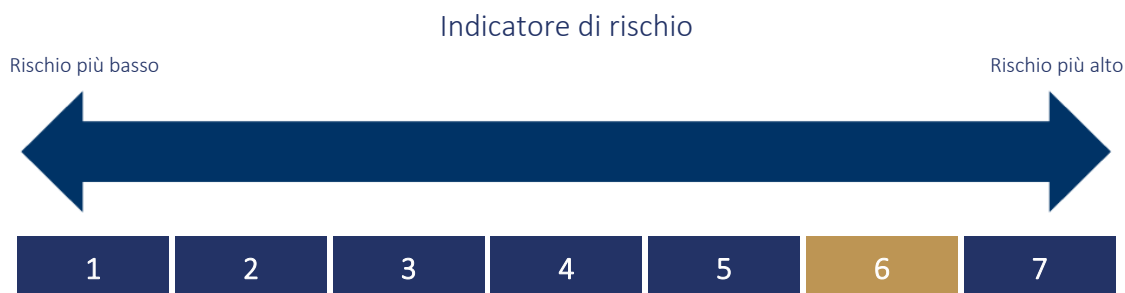 Indicatore di rischio
Rischio più basso Rischio più alto
1 2 3 4 5 6 7